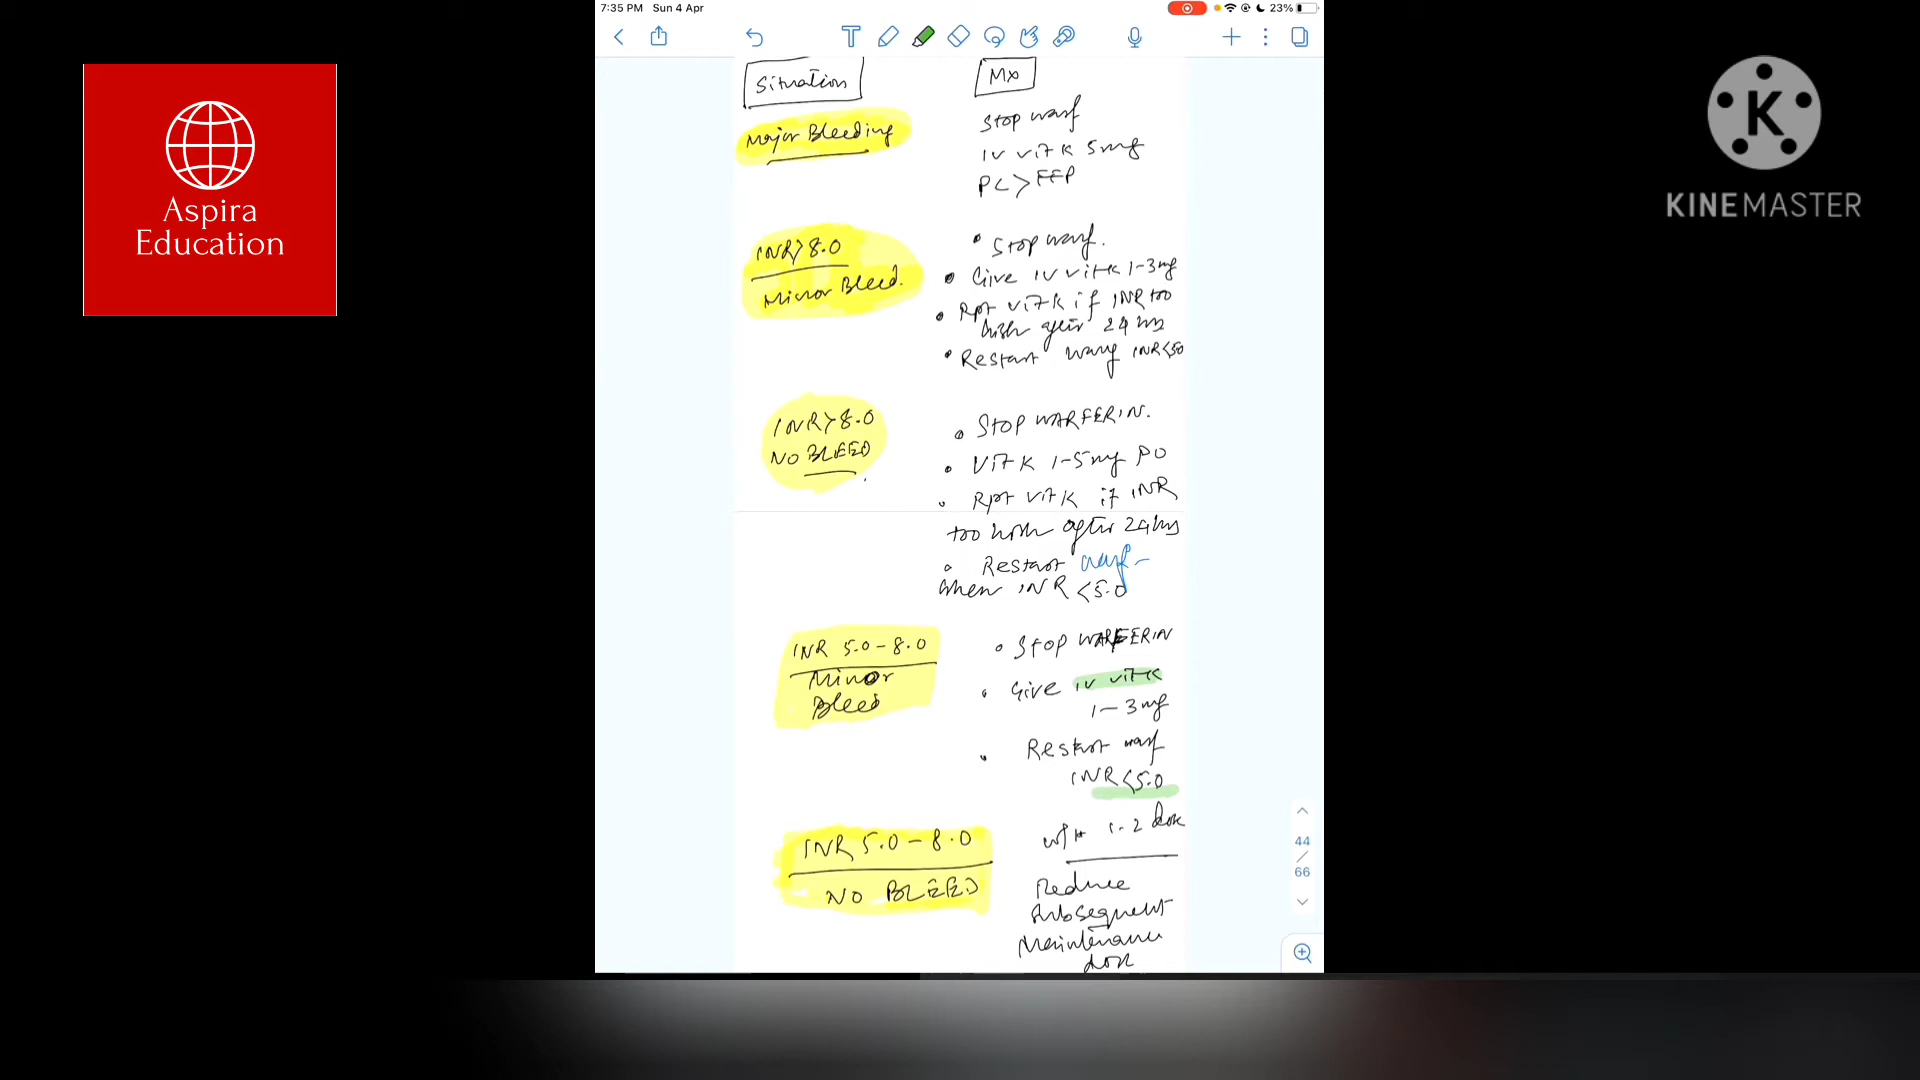 7:35 PM Sun 4 Apr
23%
Aspira
Education
KINEMASTER
Situation
Mx
Major Bleeding
Stop warf
IV vit K 5mg
PC > FFP
INR > 8.0
Minor Bleed.
• Stop warf.
• Give IV vit K 1-3mg
• Rpt vit K if INR too
high after 24 hrs
• Restart warf INR<5.0
INR > 8.0
NO BLEED
• STOP WARFERIN.
• Vit K 1-5mg PO
• Rpt vit K if INR
too high after 24hrs
• Restart warf
when INR <5.0
INR 5.0-8.0
Minor
Bleed
• STOP WARFERIN
• Give IV vit K
1-3mg
• Restart warf
INR<5.0
INR 5.0-8.0
NO BLEED
w/H 1-2 dose
Reduce
subsequent
Maintenance
dose
44
66